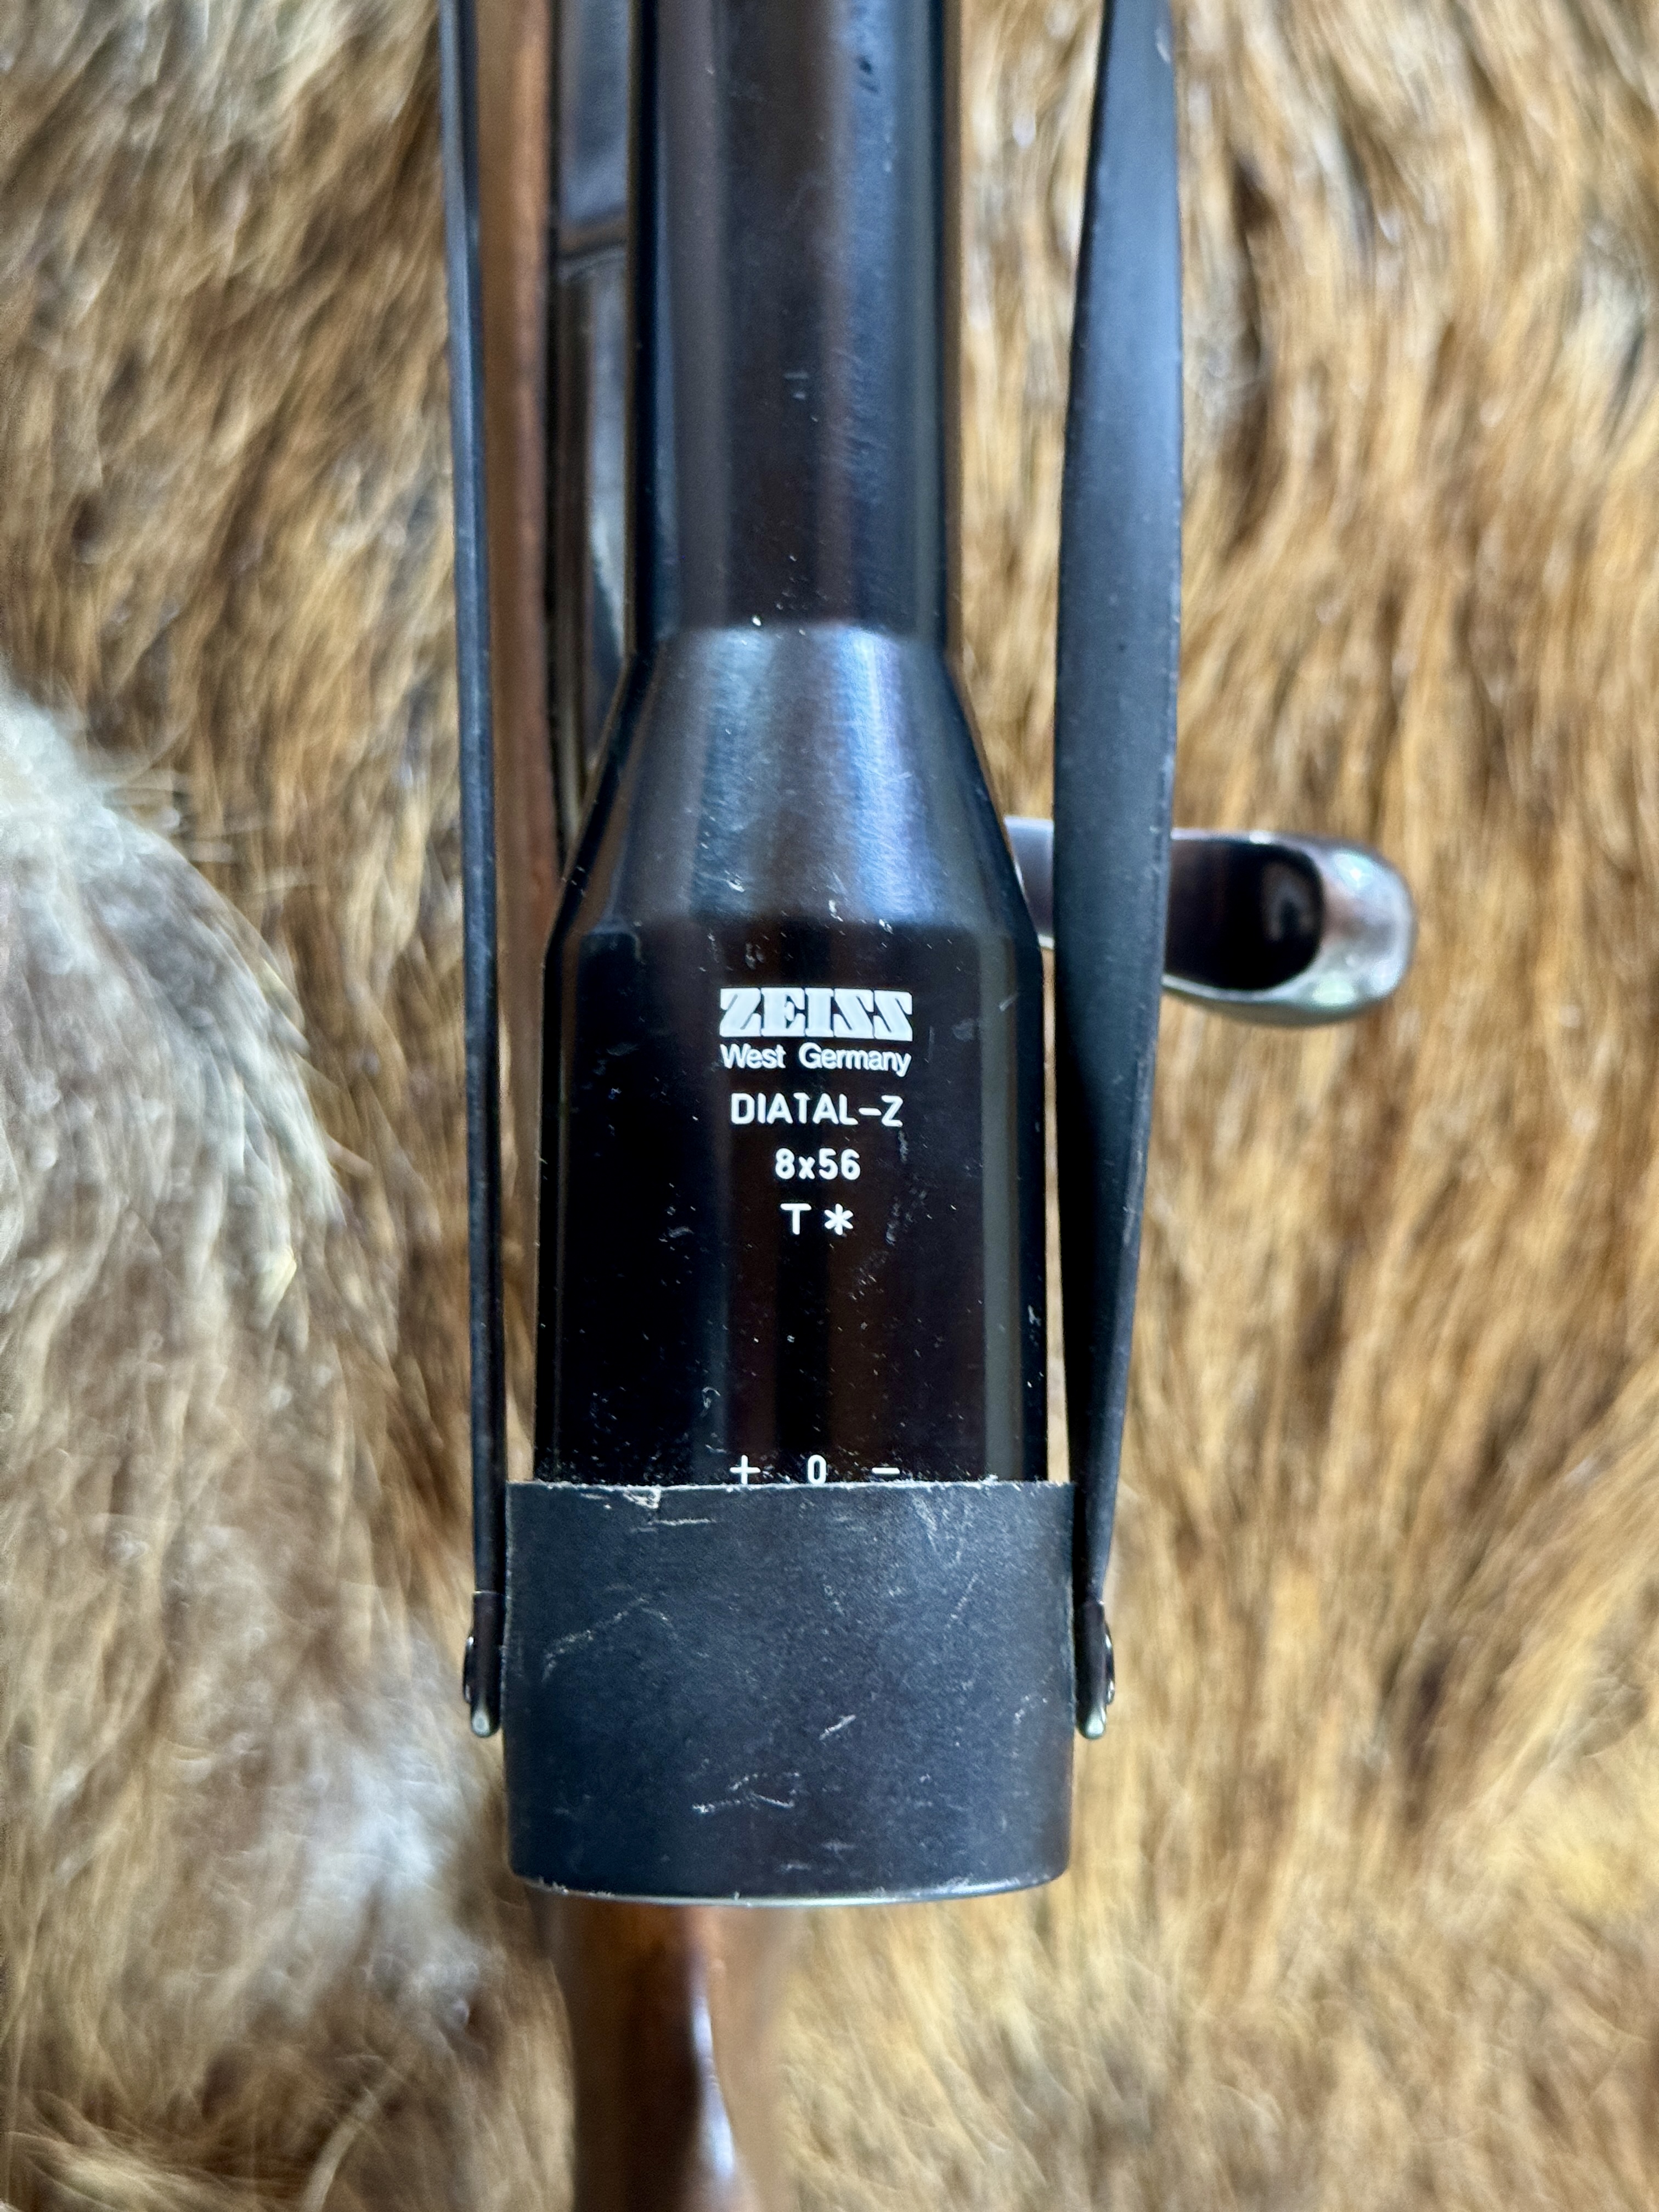 ZEISS
West Germany
DIATAL-Z
8x56
T*
+ 0 -